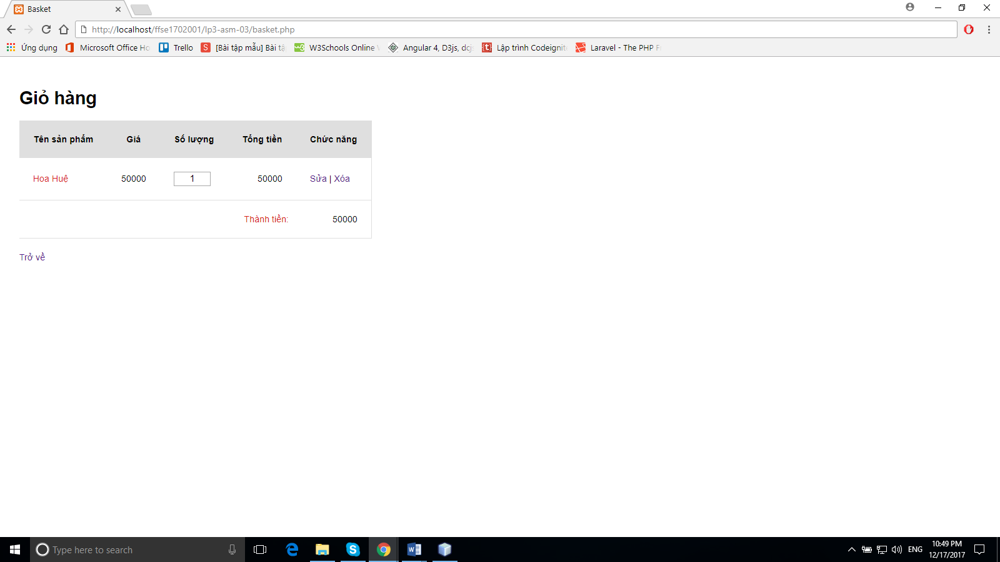 Basket
http://localhost/ffse1702001/lp3-asm-03/basket.php
Ứng dụng Microsoft Office Ho Trello [Bài tập mẫu] Bài tậ W3Schools Online Angular 4, D3js, dcjs Lập trình Codeignite Laravel - The PHP F
Giỏ hàng
Tên sản phẩm Giá Số lượng Tổng tiền Chức năng
Hoa Huệ 50000 1 50000 Sửa | Xóa
Thành tiền: 50000
Trở về
Type here to search ENG 10:49 PM
12/17/2017